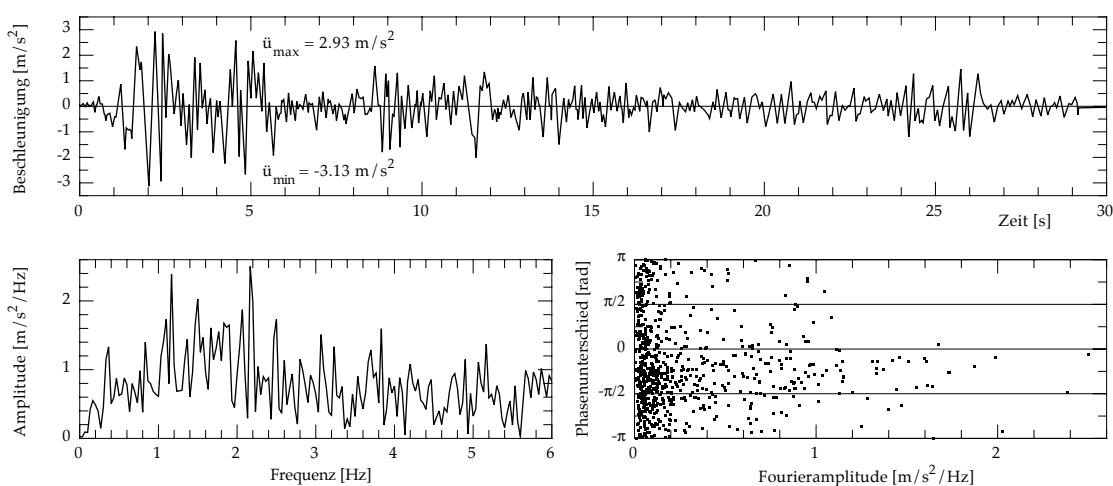 Beschleunigung [m/s²]
3
2
1
0
-1
-2
-3
ü_max = 2.93 m/s²
ü_min = -3.13 m/s²
0 5 10 15 20 25 30
Zeit [s]
Amplitude [m/s²/Hz]
2
1
0
0 1 2 3 4 5 6
Frequenz [Hz]
Phasenunterschied [rad]
π
π/2
0
-π/2
-π
0 1 2
Fourieramplitude [m/s²/Hz]